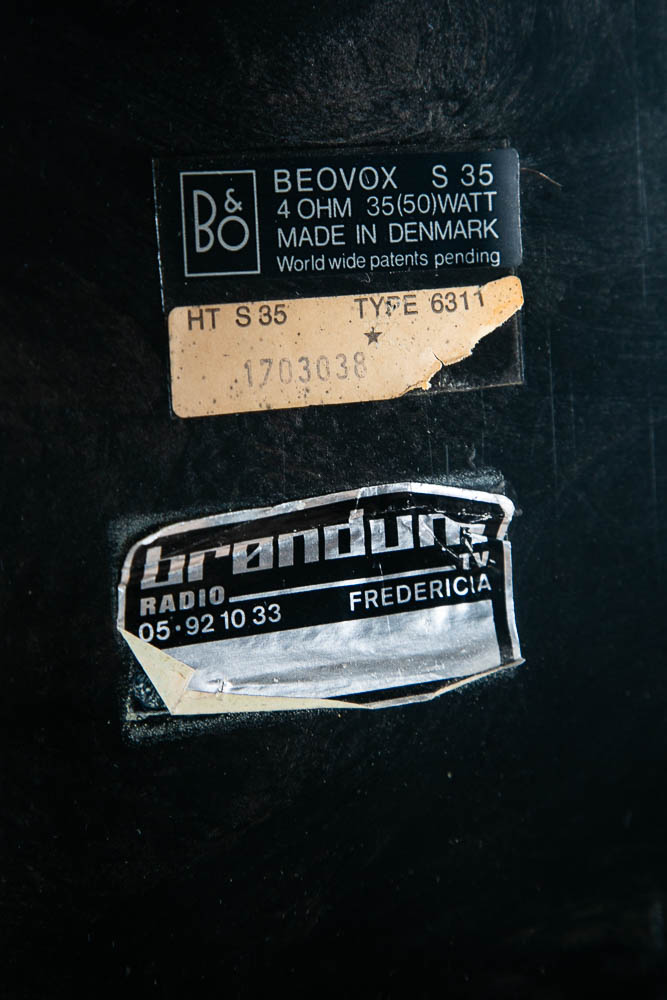 B&O
BEOVOX S 35
4 OHM 35(50)WATT
MADE IN DENMARK
World wide patents pending
HT S 35 TYPE 6311
1703038
TV
RADIO
FREDERICIA
05·92 10 33